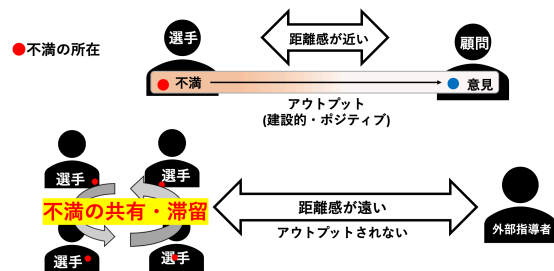 選手
距離感が近い
顧問
●不満の所在
不満
意見
アウトプット
(建設的・ポジティブ)
選手
選手
不満の共有・滞留
距離感が遠い
アウトプットされない
外部指導者
選手
選手